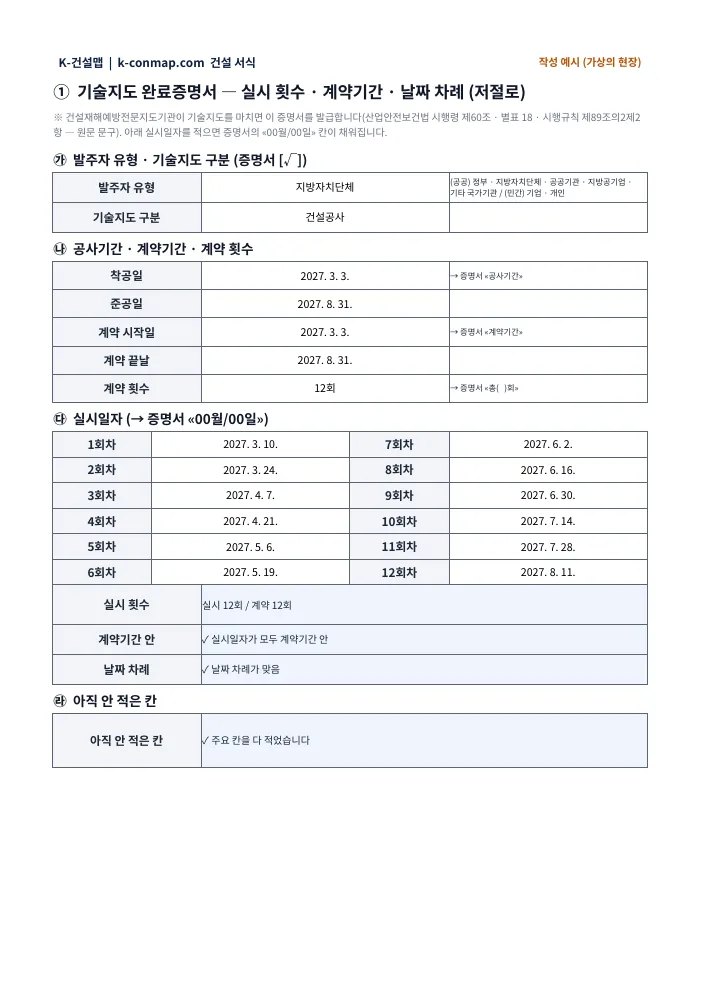 K-건설맵 | k-conmap.com 건설 서식
작성 예시 (가상의 현장)
① 기술지도 완료증명서 — 실시 횟수 · 계약기간 · 날짜 차례 (저절로)
※ 건설재해예방전문지도기관이 기술지도를 마치면 이 증명서를 발급합니다(산업안전보건법 시행령 제60조 · 별표 18 · 시행규칙 제89조의2제2
항 — 원문 문구). 아래 실시일자를 적으면 증명서의 «00월/00일» 칸이 채워집니다.
㉮ 발주자 유형 · 기술지도 구분 (증명서 [√ ])
발주자 유형 지방자치단체 (공공) 정부 · 지방자치단체 · 공공기관 · 지방공기업 ·
기타 국가기관 / (민간) 기업 · 개인
기술지도 구분 건설공사
㉯ 공사기간 · 계약기간 · 계약 횟수
착공일 2027. 3. 3. → 증명서 «공사기간»
준공일 2027. 8. 31.
계약 시작일 2027. 3. 3. → 증명서 «계약기간»
계약 끝날 2027. 8. 31.
계약 횟수 12회 → 증명서 «총( )회»
㉰ 실시일자 (→ 증명서 «00월/00일»)
1회차 2027. 3. 10. 7회차 2027. 6. 2.
2회차 2027. 3. 24. 8회차 2027. 6. 16.
3회차 2027. 4. 7. 9회차 2027. 6. 30.
4회차 2027. 4. 21. 10회차 2027. 7. 14.
5회차 2027. 5. 6. 11회차 2027. 7. 28.
6회차 2027. 5. 19. 12회차 2027. 8. 11.
실시 횟수 실시 12회 / 계약 12회
계약기간 안 ✓ 실시일자가 모두 계약기간 안
날짜 차례 ✓ 날짜 차례가 맞음
㉱ 아직 안 적은 칸
아직 안 적은 칸 ✓ 주요 칸을 다 적었습니다